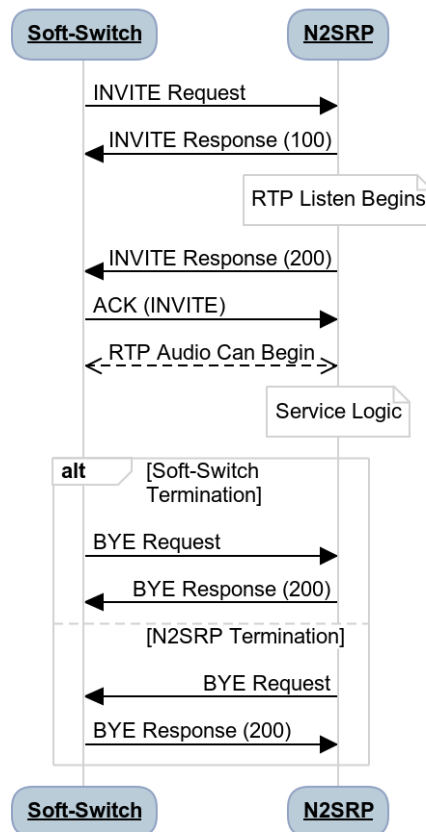 Soft-Switch
N2SRP
INVITE Request
INVITE Response (100)
RTP Listen Begins
INVITE Response (200)
ACK (INVITE)
RTP Audio Can Begin
Service Logic
alt
[Soft-Switch
Termination]
BYE Request
BYE Response (200)
[N2SRP Termination]
BYE Request
BYE Response (200)
Soft-Switch
N2SRP